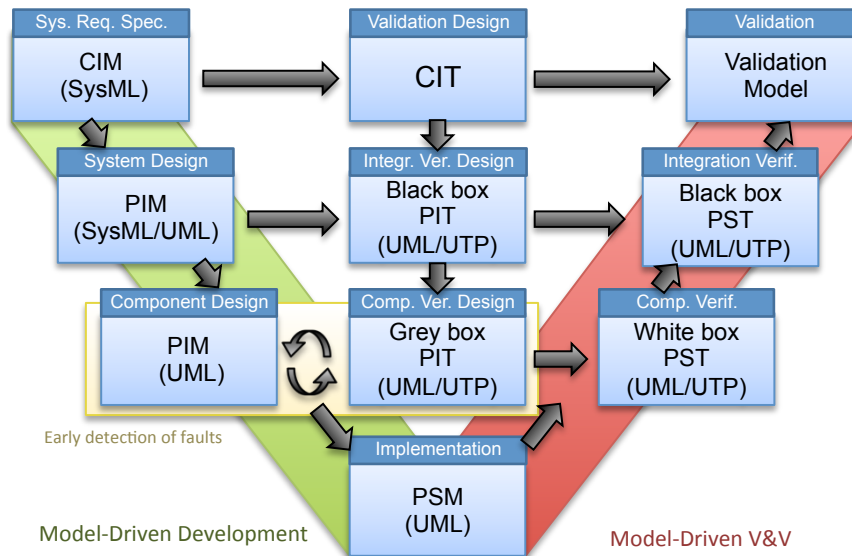 Sys. Req. Spec.
CIM
(SysML)
Validation Design
CIT
Validation
Validation
Model
System Design
PIM
(SysML/UML)
Integr. Ver. Design
Black box
PIT
(UML/UTP)
Integration Verif.
Black box
PST
(UML/UTP)
Component Design
PIM
(UML)
Comp. Ver. Design
Grey box
PIT
(UML/UTP)
Comp. Verif.
White box
PST
(UML/UTP)
Early detection of faults
Implementation
PSM
(UML)
Model-Driven Development
Model-Driven V&V